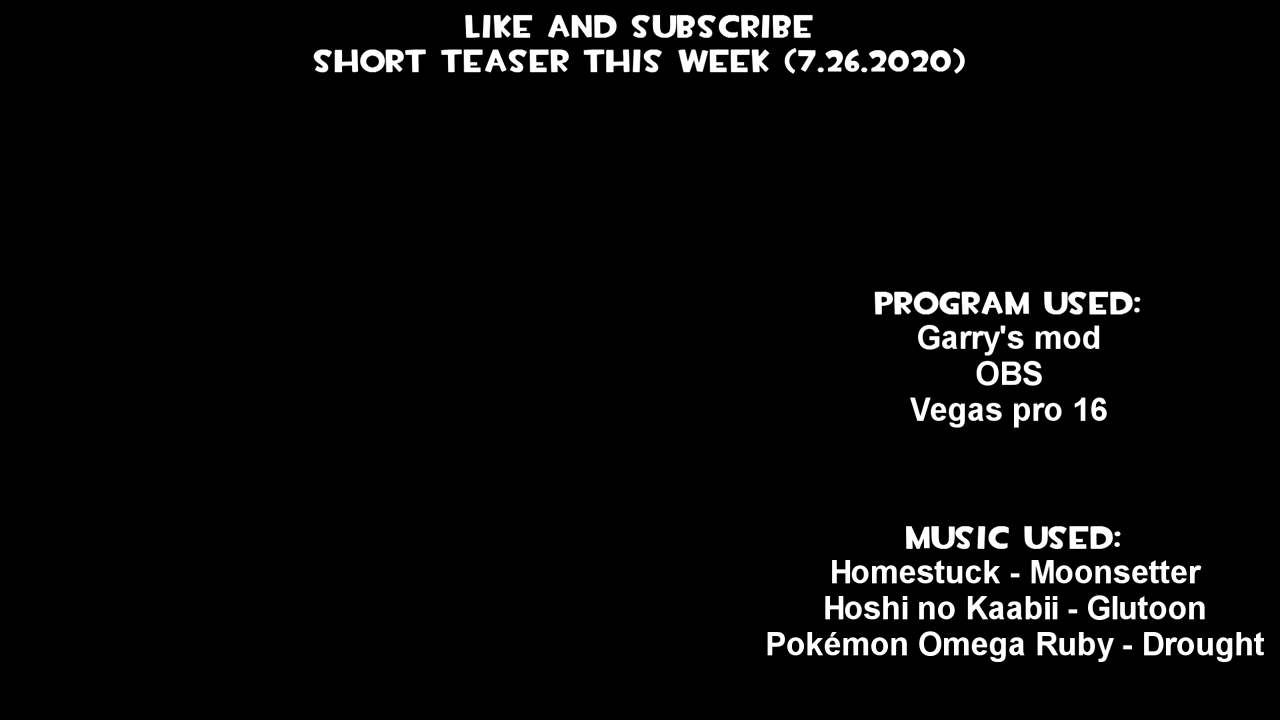 LIKE AND SUBSCRIBE
SHORT TEASER THIS WEEK (7.26.2020)
PROGRAM USED:
Garry's mod
OBS
Vegas pro 16
MUSIC USED:
Homestuck - Moonsetter
Hoshi no Kaabii - Glutoon
Pokémon Omega Ruby - Drought